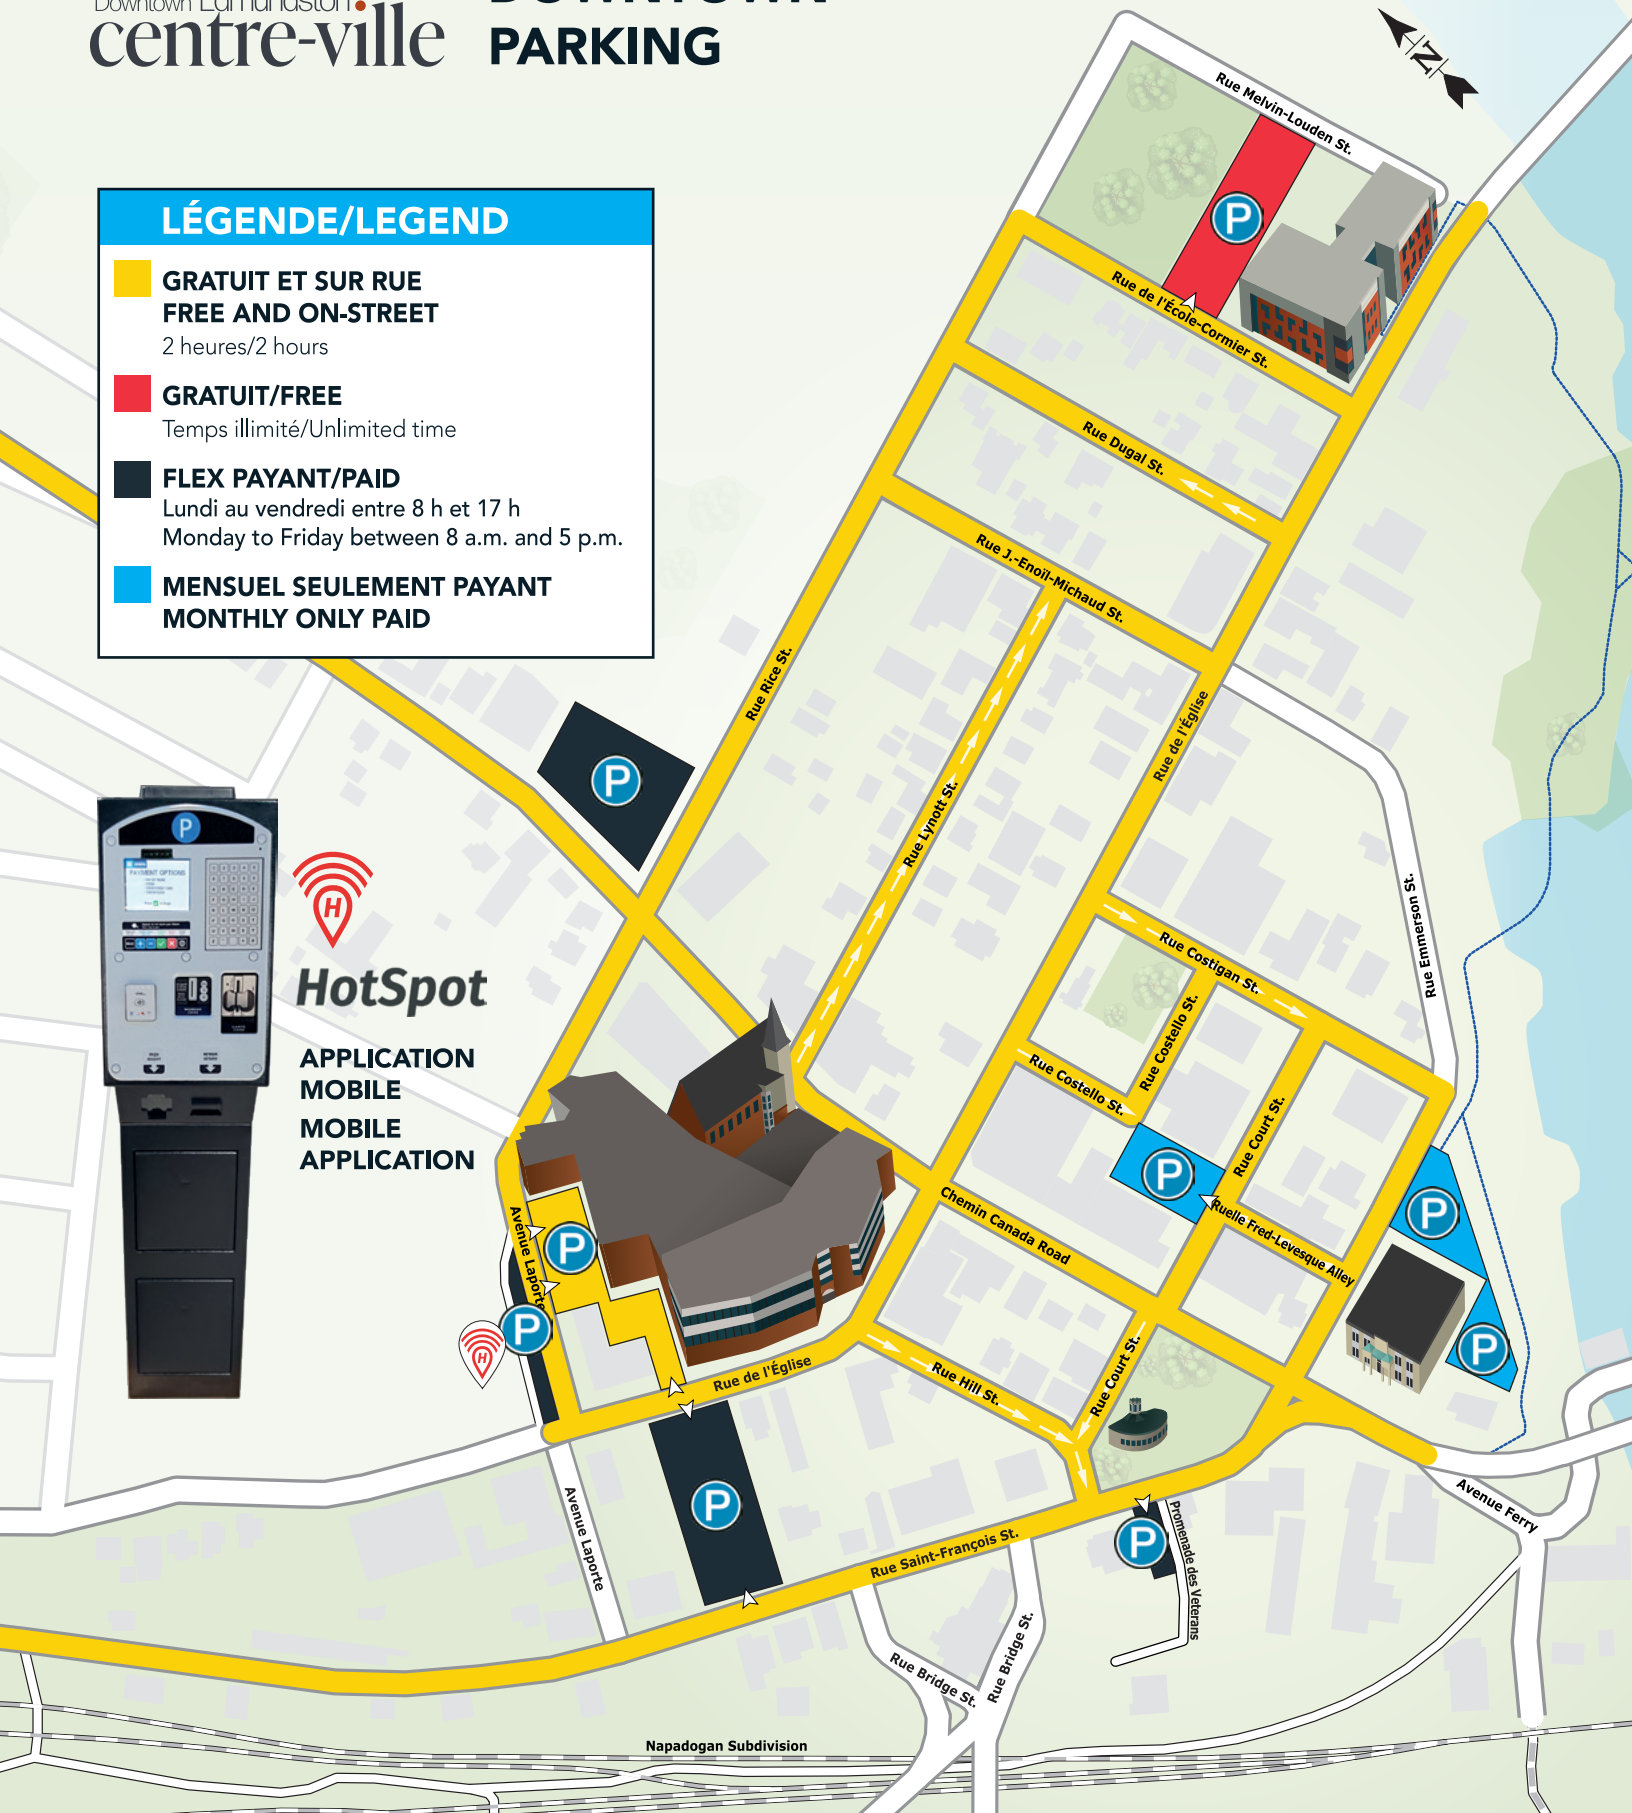 Downtown Edmundston
centre-ville
DOWNTOWN
PARKING
N
LÉGENDE/LEGEND
GRATUIT ET SUR RUE
FREE AND ON-STREET
2 heures/2 hours
GRATUIT/FREE
Temps illimité/Unlimited time
FLEX PAYANT/PAID
Lundi au vendredi entre 8 h et 17 h
Monday to Friday between 8 a.m. and 5 p.m.
MENSUEL SEULEMENT PAYANT
MONTHLY ONLY PAID
Rue Melvin-Louden St.
P
Rue de l'École-Cormier St.
Rue Dugal St.
Rue J.-Enoïl-Michaud St.
Rue Rice St.
Rue de l'Église
P
Rue Lynott St.
P
PAYMENT OPTIONS
H
HotSpot
APPLICATION
MOBILE
MOBILE
APPLICATION
Rue Emmerson St.
Rue Costigan St.
Rue Costello St.
Rue Costello St.
Rue Court St.
P
P
Ruelle Fred-Levesque Alley
Chemin Canada Road
Avenue Laporte
P
P
H
P
Rue de l'Église
Rue Hill St.
Rue Court St.
P
Avenue Laporte
Rue Saint-François St.
P
Promenade des Veterans
Avenue Ferry
Rue Bridge St.
Rue Bridge St.
Napadogan Subdivision